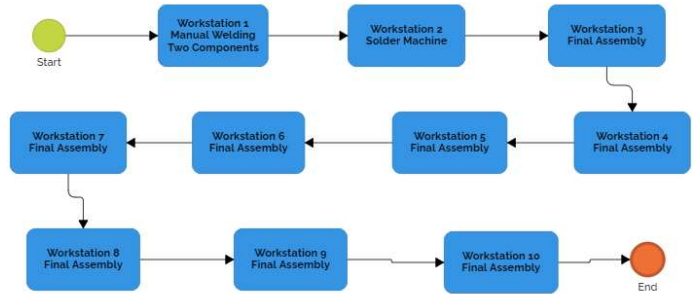 Workstation 1
Manual Welding
Two Components
Workstation 2
Solder Machine
Workstation 3
Final Assembly
Start
Workstation 7
Final Assembly
Workstation 6
Final Assembly
Workstation 5
Final Assembly
Workstation 4
Final Assembly
Workstation 8
Final Assembly
Workstation 9
Final Assembly
Workstation 10
Final Assembly
End